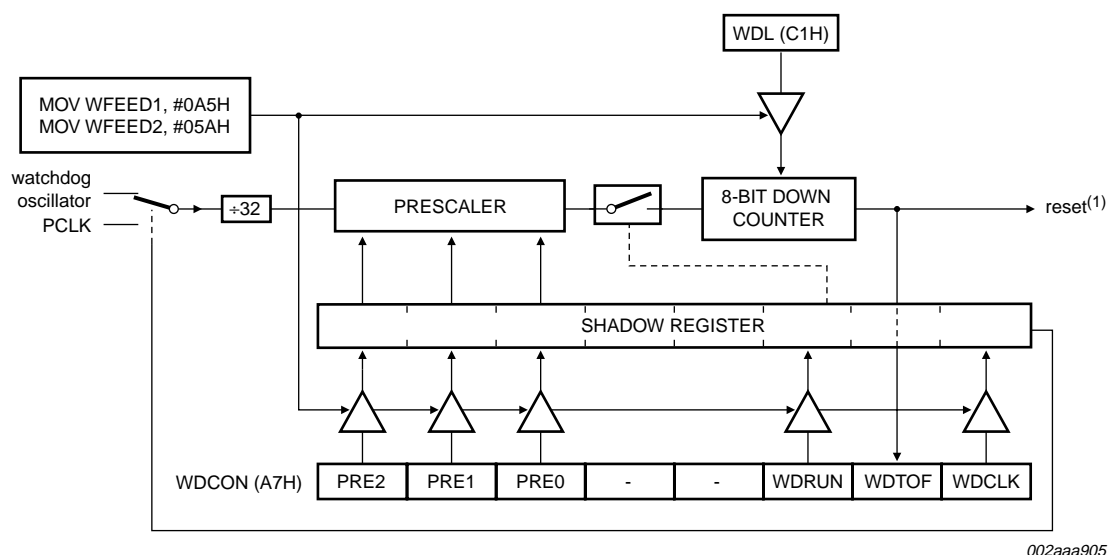 WDL (C1H)
MOV WFEED1, #0A5H
MOV WFEED2, #05AH
watchdog
oscillator
PCLK
÷32
PRESCALER
8-BIT DOWN
COUNTER
reset(1)
SHADOW REGISTER
WDCON (A7H)
PRE2
PRE1
PRE0
-
-
WDRUN
WDTOF
WDCLK
002aaa905